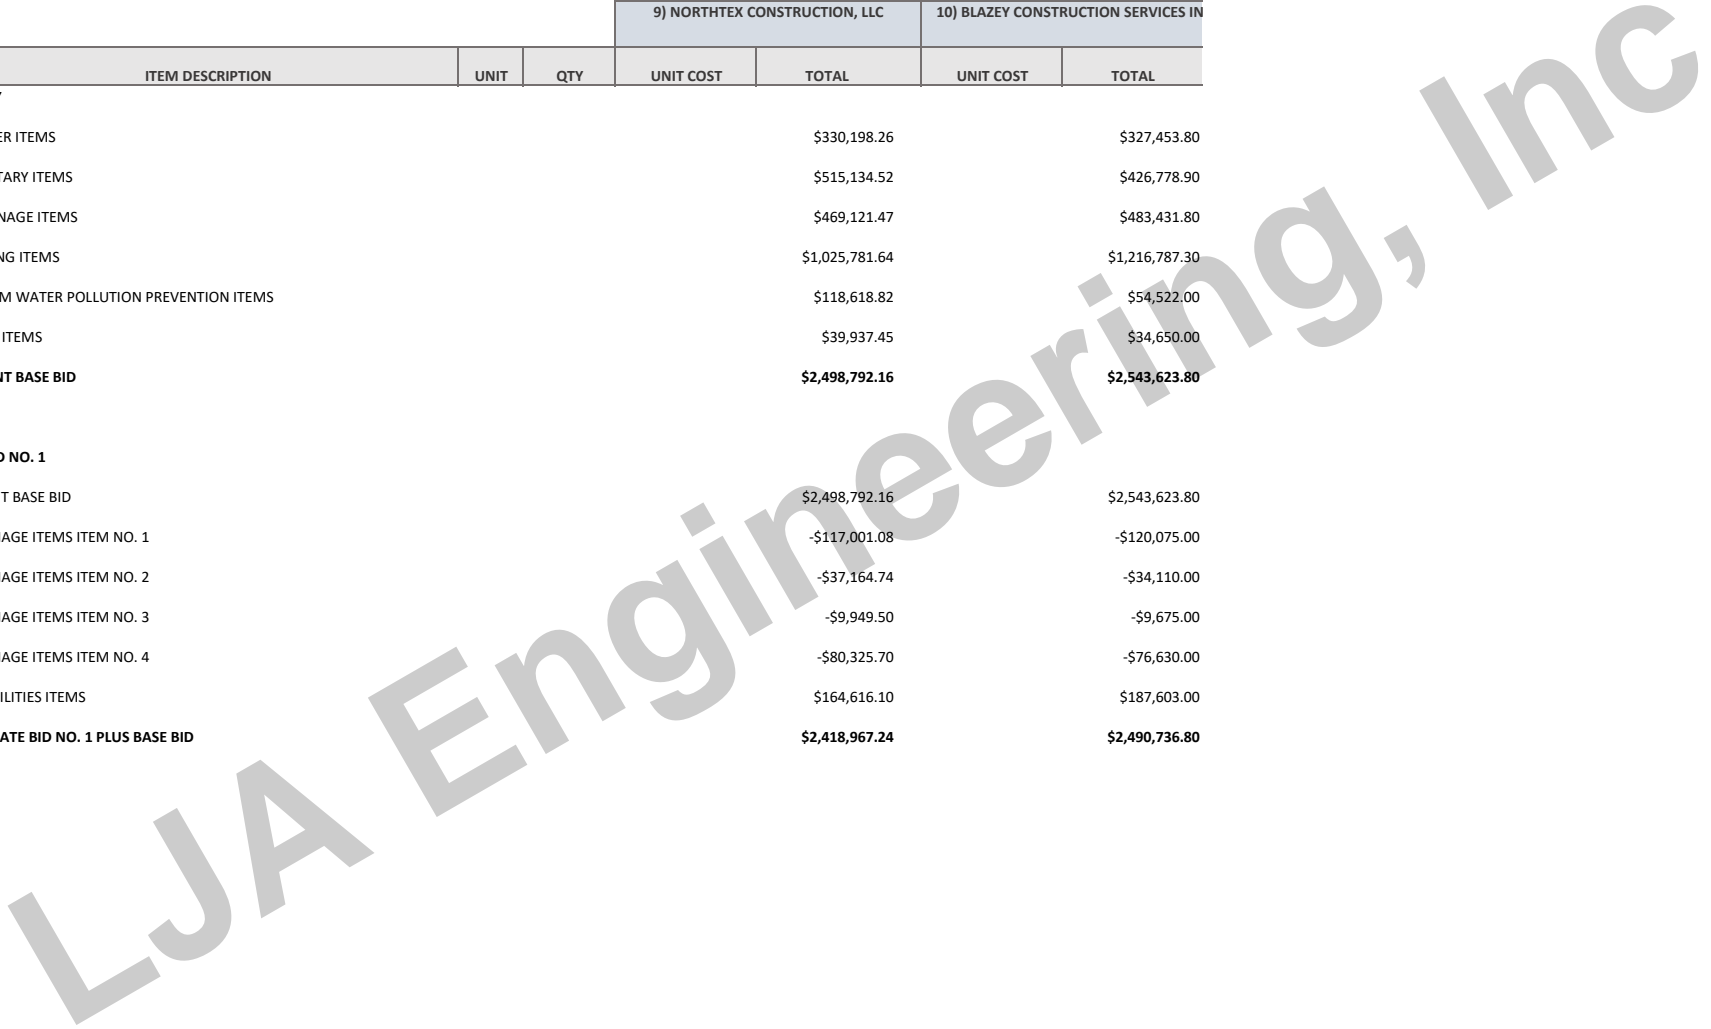 9) NORTHTEX CONSTRUCTION, LLC 10) BLAZEY CONSTRUCTION SERVICES IN
ITEM DESCRIPTION UNIT QTY UNIT COST TOTAL UNIT COST TOTAL
ER ITEMS $330,198.26 $327,453.80
TARY ITEMS $515,134.52 $426,778.90
NAGE ITEMS $469,121.47 $483,431.80
NG ITEMS $1,025,781.64 $1,216,787.30
M WATER POLLUTION PREVENTION ITEMS $118,618.82 $54,522.00
ITEMS $39,937.45 $34,650.00
NT BASE BID $2,498,792.16 $2,543,623.80
D NO. 1
T BASE BID $2,498,792.16 $2,543,623.80
AGE ITEMS ITEM NO. 1 -$117,001.08 -$120,075.00
AGE ITEMS ITEM NO. 2 -$37,164.74 -$34,110.00
AGE ITEMS ITEM NO. 3 -$9,949.50 -$9,675.00
AGE ITEMS ITEM NO. 4 -$80,325.70 -$76,630.00
ILITIES ITEMS $164,616.10 $187,603.00
ATE BID NO. 1 PLUS BASE BID $2,418,967.24 $2,490,736.80
LJA Engineering, Inc